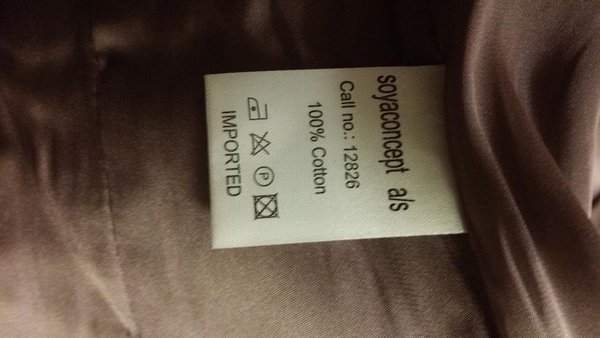 soyaconcept a/s
Call no.: 12826
100% Cotton
P
IMPORTED